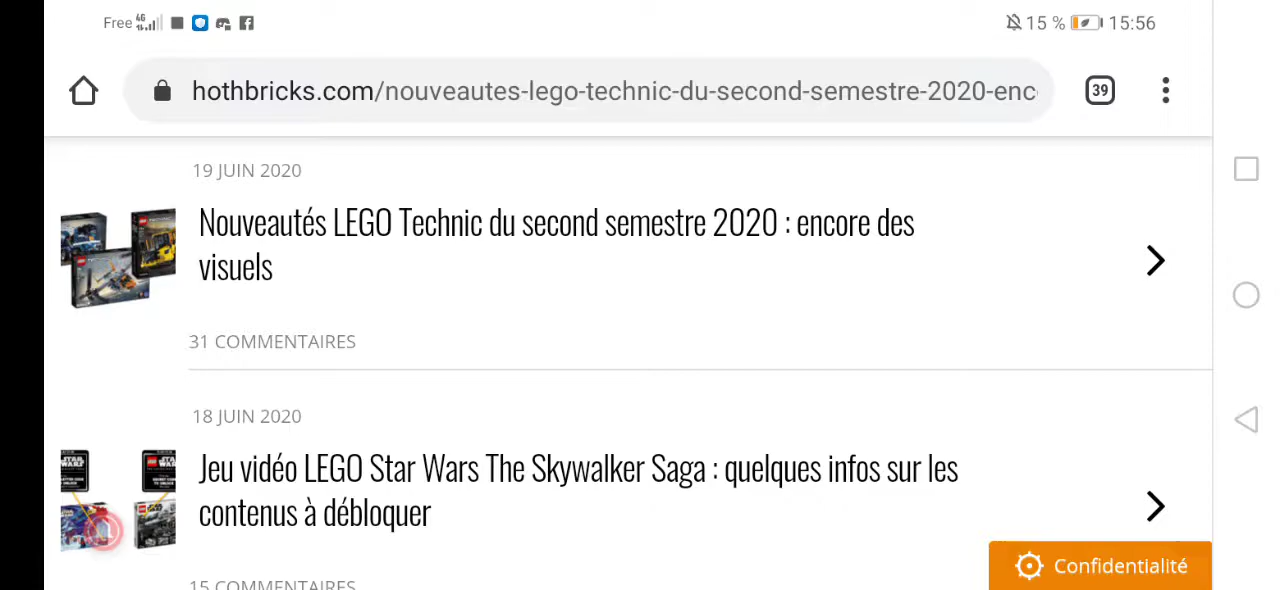 Free 4G 15 % 15:56
hothbricks.com/nouveautes-lego-technic-du-second-semestre-2020-enc
39
19 JUIN 2020
Nouveautés LEGO Technic du second semestre 2020 : encore des
visuels
31 COMMENTAIRES
18 JUIN 2020
Jeu vidéo LEGO Star Wars The Skywalker Saga : quelques infos sur les
contenus à débloquer
Confidentialité
15 COMMENTAIRES